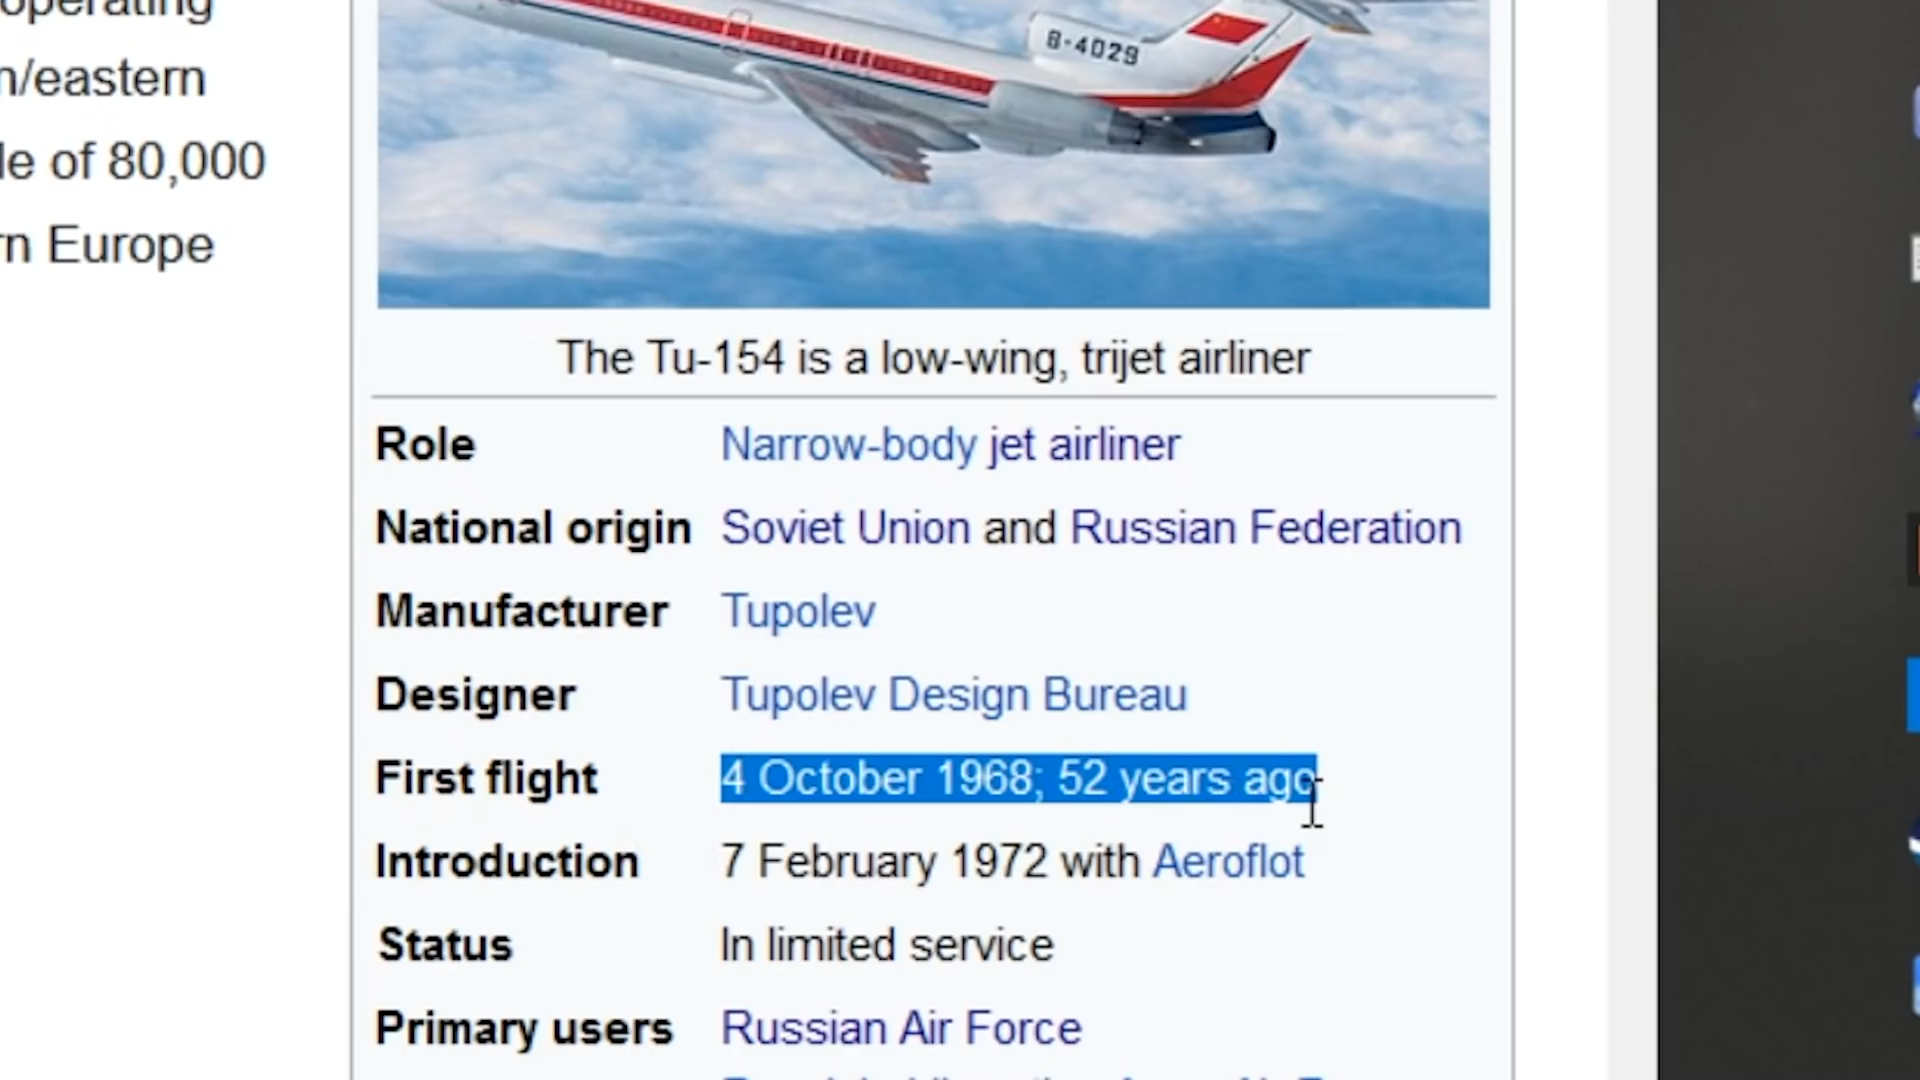 operating
n/eastern
le of 80,000
rn Europe
B-4029
The Tu-154 is a low-wing, trijet airliner
Role Narrow-body jet airliner
National origin Soviet Union and Russian Federation
Manufacturer Tupolev
Designer Tupolev Design Bureau
First flight 4 October 1968; 52 years ago
Introduction 7 February 1972 with Aeroflot
Status In limited service
Primary users Russian Air Force